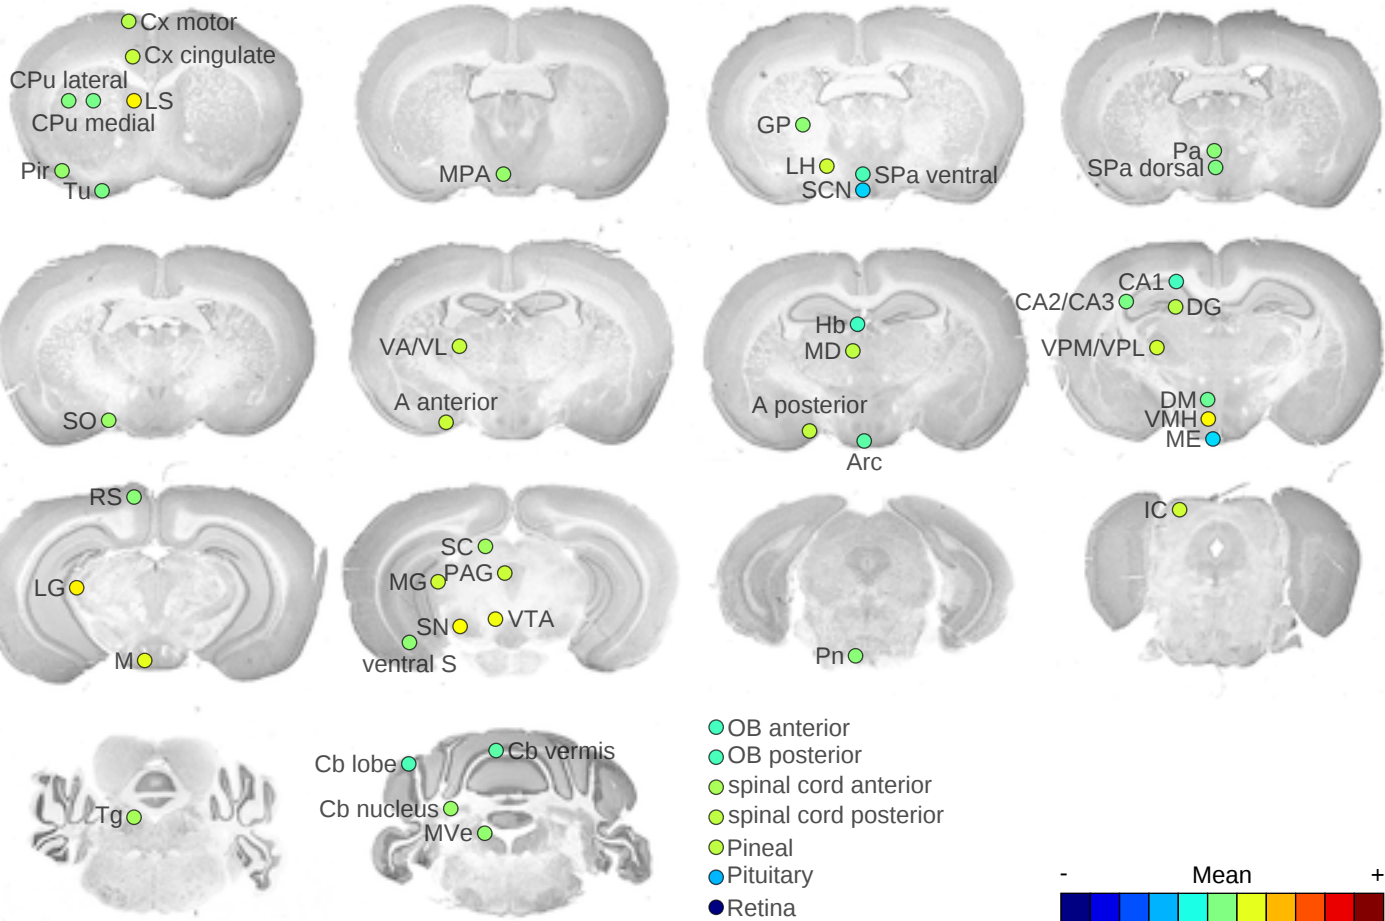 Cx motor
Cx cingulate
CPu lateral
LS
CPu medial
Pir
Tu
MPA
GP
LH
SPa ventral
SCN
Pa
SPa dorsal
SO
VA/VL
A anterior
Hb
MD
A posterior
Arc
CA1
CA2/CA3
DG
VPM/VPL
DM
VMH
ME
RS
LG
M
SC
MG
PAG
SN
VTA
ventral S
Pn
IC
Tg
Cb lobe
Cb vermis
Cb nucleus
MVe
OB anterior
OB posterior
spinal cord anterior
spinal cord posterior
Pineal
Pituitary
Retina
- Mean +